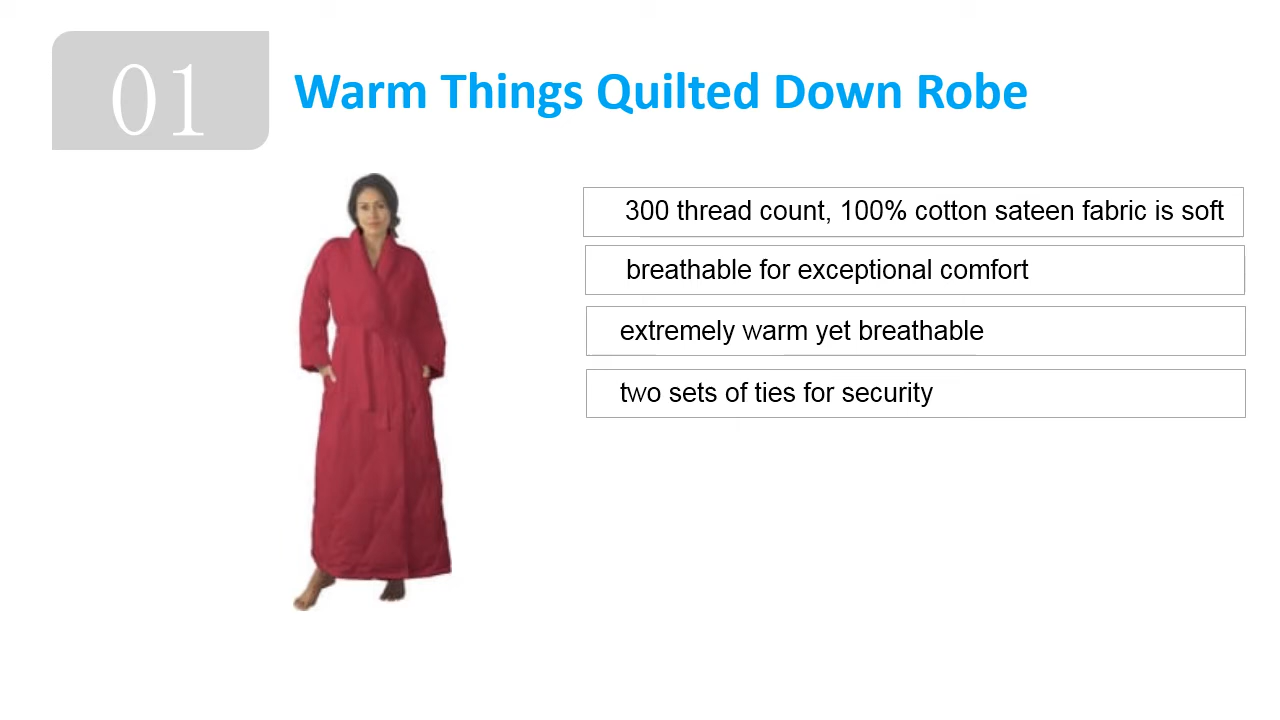 01
Warm Things Quilted Down Robe
300 thread count, 100% cotton sateen fabric is soft
breathable for exceptional comfort
extremely warm yet breathable
two sets of ties for security